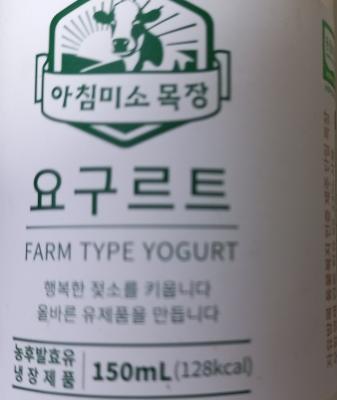 아침미소 목장
요구르트
FARM TYPE YOGURT
행복한 젖소를 키웁니다
올바른 유제품을 만듭니다
농후발효유
냉장제품
150mL(128kcal)